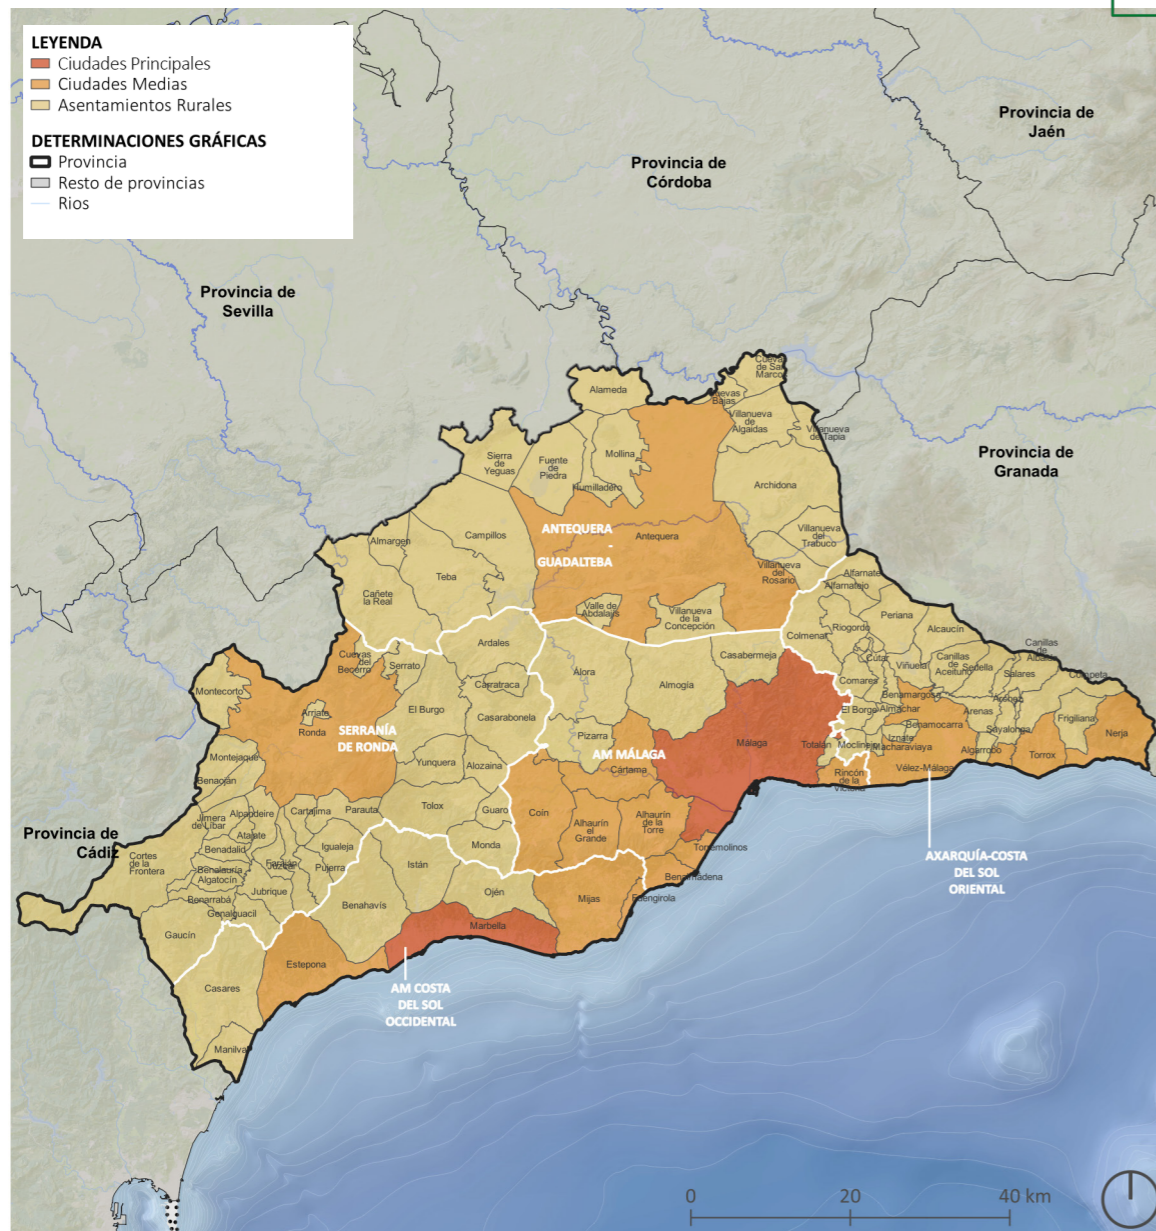 LEYENDA
Ciudades Principales
Ciudades Medias
Asentamientos Rurales
DETERMINACIONES GRÁFICAS
Provincia
Resto de provincias
Rios
Provincia de
Jaén
Provincia de
Córdoba
Provincia de
Sevilla
Provincia de
Granada
Provincia de
Cádiz
Alameda
Villanueva
de
Algaidas
Villanueva
de Tapia
Sierra
de
Yeguas
Fuente
de
Piedra
Mollina
Humilladero
Archidona
ANTEQUERA
-
GUADALTEBA
Antequera
Campillos
Almargen
Teba
Cañete
la Real
Villanueva
del
Trabuco
Villanueva
del
Rosario
Valle de
Abdalajís
Villanueva
de la
Concepción
Alfarnate
Alfarnatejo
Periana
Colmenar
Riogordo
Alcaucín
Cútar
Viñuela
Canillas
de
Aceituno
Sedella
Salares
Canillas
de
Competa
Comares
Benamargosa
El Borge
Almáchar
Arenas
Benamocarra
Iznate
Macharaviaya
Moclinejo
Totalán
Sayalonga
Algarrobo
Frigiliana
Torrox
Nerja
Vélez-Málaga
Rincón
de la
Ardales
Cuevas
del
Becerro
Serrato
Carratraca
Casarabonela
El Burgo
Montecorto
Arriate
Ronda
SERRANÍA
DE RONDA
Álora
Almogía
Casabermeja
Pizarra
AM MÁLAGA
Cártama
Málaga
Montejaque
Benaoján
Yunquera
Alozaina
Tolox
Guaro
Monda
Coín
Alhaurín
el
Grande
Alhaurín
de la
Torre
Torremolinos
Benalmádena
Fuengirola
Mijas
Jimera
de Líbar
Alpandeire
Cartajima
Parauta
Atajate
Benadalid
Igualeja
Pujerra
Cortes
de la
Frontera
Benalauría
Algatocín
Jubrique
Benarrabá
Genalguacil
Gaucín
Istán
Ojén
Benahavís
Marbella
Estepona
Casares
Manilva
AM COSTA
DEL SOL
OCCIDENTAL
AXARQUÍA-COSTA
DEL SOL
ORIENTAL
0 20 40 km